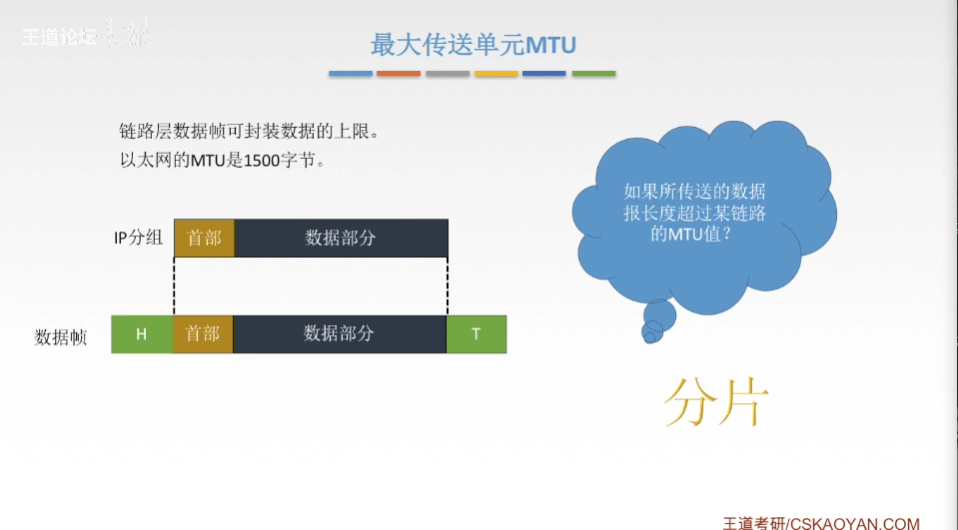 王道论坛
最大传送单元MTU
链路层数据帧可封装数据的上限。
以太网的MTU是1500字节。
如果所传送的数据
报长度超过某链路
的MTU值？
IP分组
首部
数据部分
数据帧
H
首部
数据部分
T
分片
王道考研/CSKAOYAN.COM